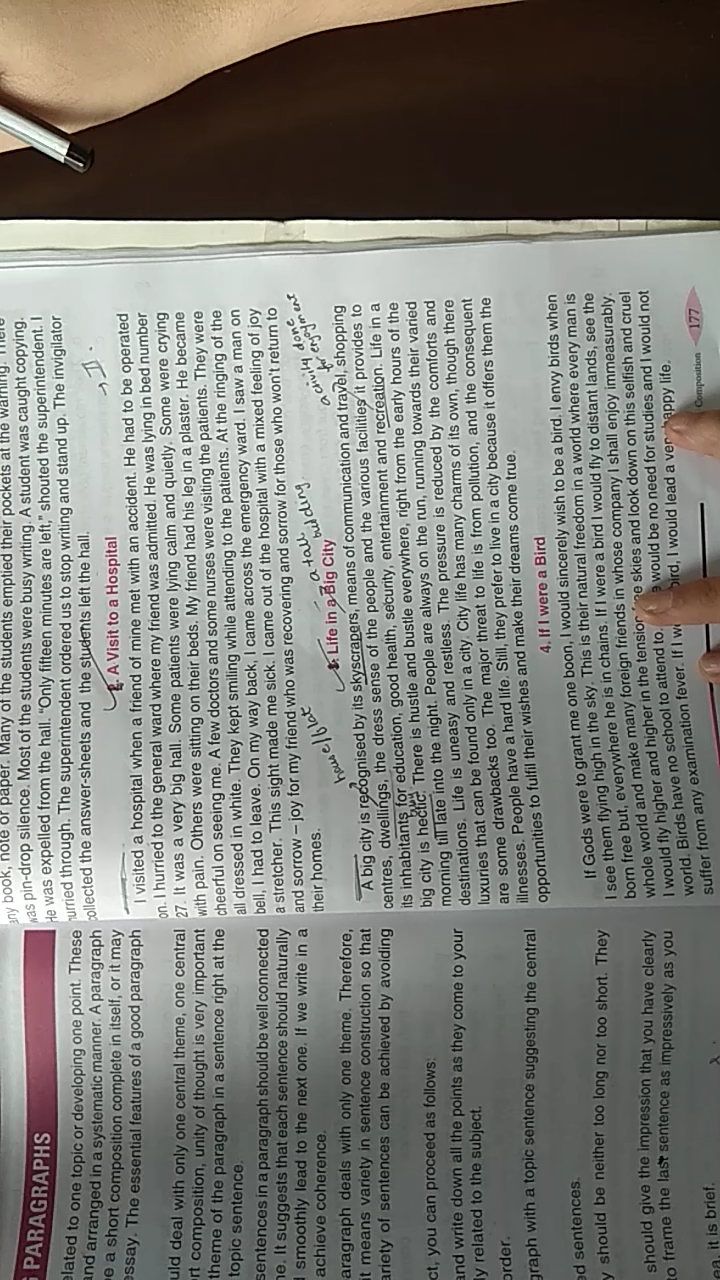 PARAGRAPHS
elated to one topic or developing one point. These
and arranged in a systematic manner. A paragraph
e a short composition complete in itself, or it may
essay. The essential features of a good paragraph
uld deal with only one central theme, one central
rt composition, unity of thought is very important
theme of the paragraph in a sentence right at the
topic sentence.
sentences in a paragraph should be well connected
ne. It suggests that each sentence should naturally
smoothly lead to the next one. If we write in a
achieve coherence.
aragraph deals with only one theme. Therefore,
t means variety in sentence construction so that
ariety of sentences can be achieved by avoiding
ct, you can proceed as follows:
and write down all the points as they come to your
ly related to the subject.
order.
raph with a topic sentence suggesting the central
ed sentences.
y should be neither too long nor too short. They
should give the impression that you have clearly
to frame the last sentence as impressively as you
it is brief.
any book, note or paper. Many of the students emptied their pockets at the warning. There
was pin-drop silence. Most of the students were busy writing. A student was caught copying.
He was expelled from the hall. "Only fifteen minutes are left," shouted the superintendent. I
hurried through. The superintendent ordered us to stop writing and stand up. The invigilator
collected the answer-sheets and the students left the hall.
2. A Visit to a Hospital
I visited a hospital when a friend of mine met with an accident. He had to be operated
on. I hurried to the general ward where my friend was admitted. He was lying in bed number
27. It was a very big hall. Some patients were lying calm and quietly. Some were crying
with pain. Others were sitting on their beds. My friend had his leg in a plaster. He became
cheerful on seeing me. A few doctors and some nurses were visiting the patients. They were
all dressed in white. They kept smiling while attending to the patients. At the ringing of the
bell, I had to leave. On my way back, I came across the emergency ward. I saw a man on
a stretcher. This sight made me sick. I came out of the hospital with a mixed feeling of joy
and sorrow – joy for my friend who was recovering and sorrow for those who won't return to
their homes.
a tall building
3. Life in a Big City
A big city is recognised by its skyscrapers, means of communication and travel, shopping
centres, dwellings, the dress sense of the people and the various facilities it provides to
its inhabitants for education, good health, security, entertainment and recreation. Life in a
big city is hectic. There is hustle and bustle everywhere, right from the early hours of the
morning till late into the night. People are always on the run, running towards their varied
destinations. Life is uneasy and restless. The pressure is reduced by the comforts and
luxuries that can be found only in a city. City life has many charms of its own, though there
are some drawbacks too. The major threat to life is from pollution, and the consequent
illnesses. People have a hard life. Still, they prefer to live in a city because it offers them the
opportunities to fulfil their wishes and make their dreams come true.
4. If I were a Bird
If Gods were to grant me one boon, I would sincerely wish to be a bird. I envy birds when
I see them flying high in the sky. This is their natural freedom in a world where every man is
born free but, everywhere he is in chains. If I were a bird I would fly to distant lands, see the
whole world and make many foreign friends in whose company I shall enjoy immeasurably.
I would fly higher and higher in the tension skies and look down on this selfish and cruel
world. Birds have no school to attend to. would be no need for studies and I would not
suffer from any examination fever. If I bird, I would lead a happy life.
Composition 177